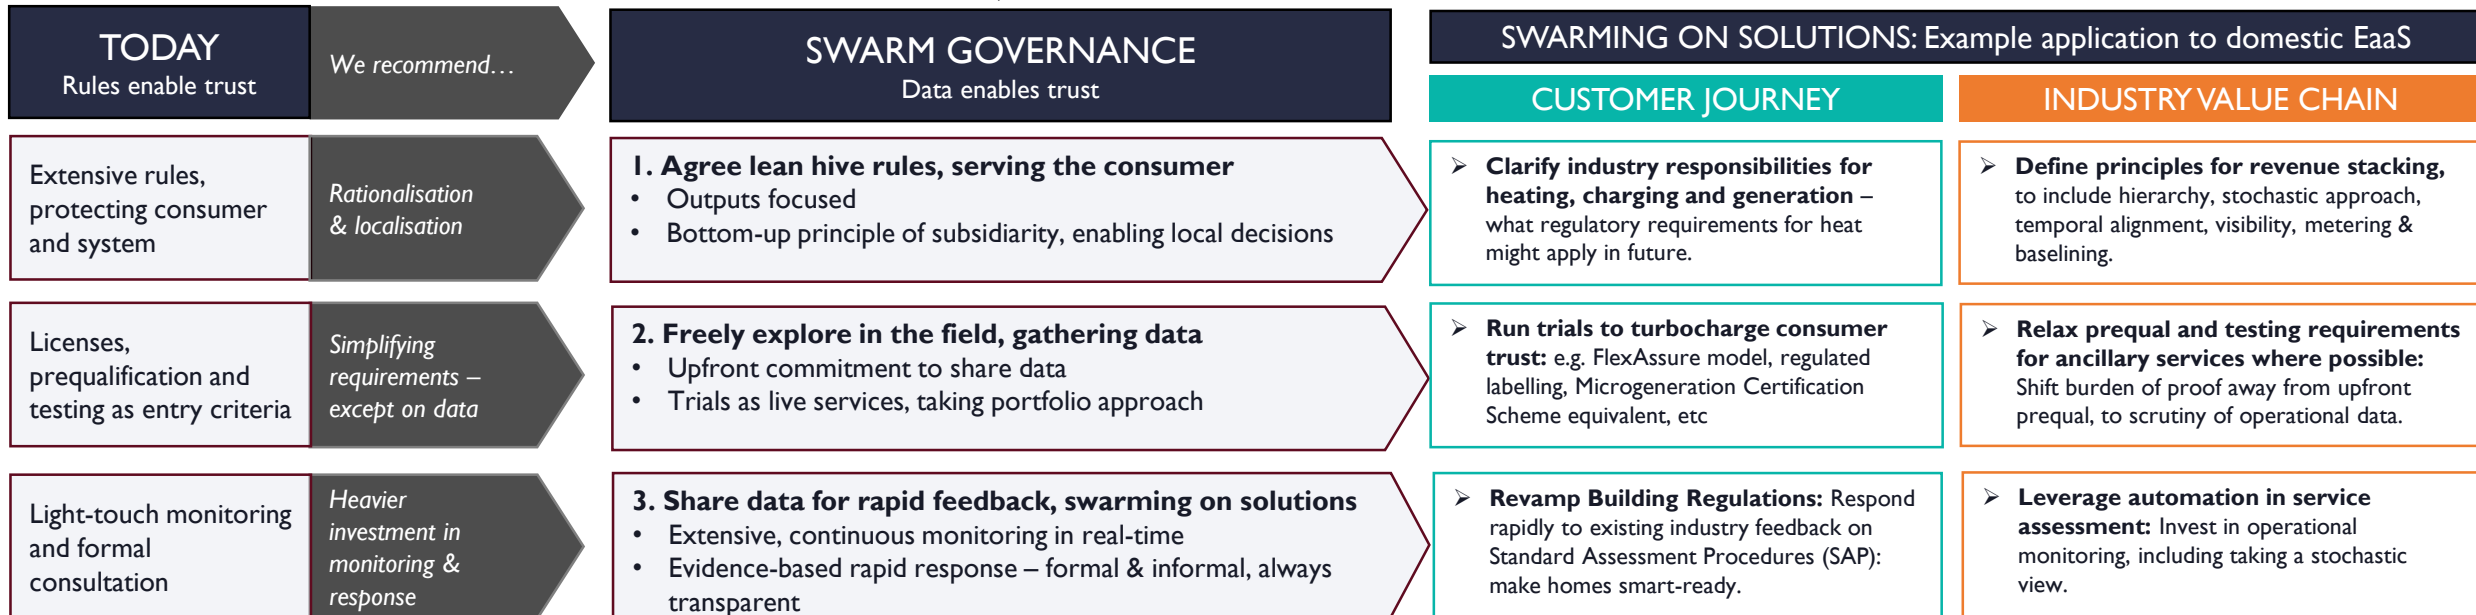 TODAY
Rules enable trust
We recommend…
SWARM GOVERNANCE
Data enables trust
SWARMING ON SOLUTIONS: Example application to domestic EaaS
CUSTOMER JOURNEY
INDUSTRY VALUE CHAIN
Extensive rules,
protecting consumer
and system
Rationalisation
& localisation
1. Agree lean hive rules, serving the consumer
• Outputs focused
• Bottom-up principle of subsidiarity, enabling local decisions
➢ Clarify industry responsibilities for
heating, charging and generation –
what regulatory requirements for heat
might apply in future.
➢ Define principles for revenue stacking,
to include hierarchy, stochastic approach,
temporal alignment, visibility, metering &
baselining.
Licenses,
prequalification and
testing as entry criteria
Simplifying
requirements –
except on data
2. Freely explore in the field, gathering data
• Upfront commitment to share data
• Trials as live services, taking portfolio approach
➢ Run trials to turbocharge consumer
trust: e.g. FlexAssure model, regulated
labelling, Microgeneration Certification
Scheme equivalent, etc
➢ Relax prequal and testing requirements
for ancillary services where possible:
Shift burden of proof away from upfront
prequal, to scrutiny of operational data.
Light-touch monitoring
and formal
consultation
Heavier
investment in
monitoring &
response
3. Share data for rapid feedback, swarming on solutions
• Extensive, continuous monitoring in real-time
• Evidence-based rapid response – formal & informal, always
transparent
➢ Revamp Building Regulations: Respond
rapidly to existing industry feedback on
Standard Assessment Procedures (SAP):
make homes smart-ready.
➢ Leverage automation in service
assessment: Invest in operational
monitoring, including taking a stochastic
view.